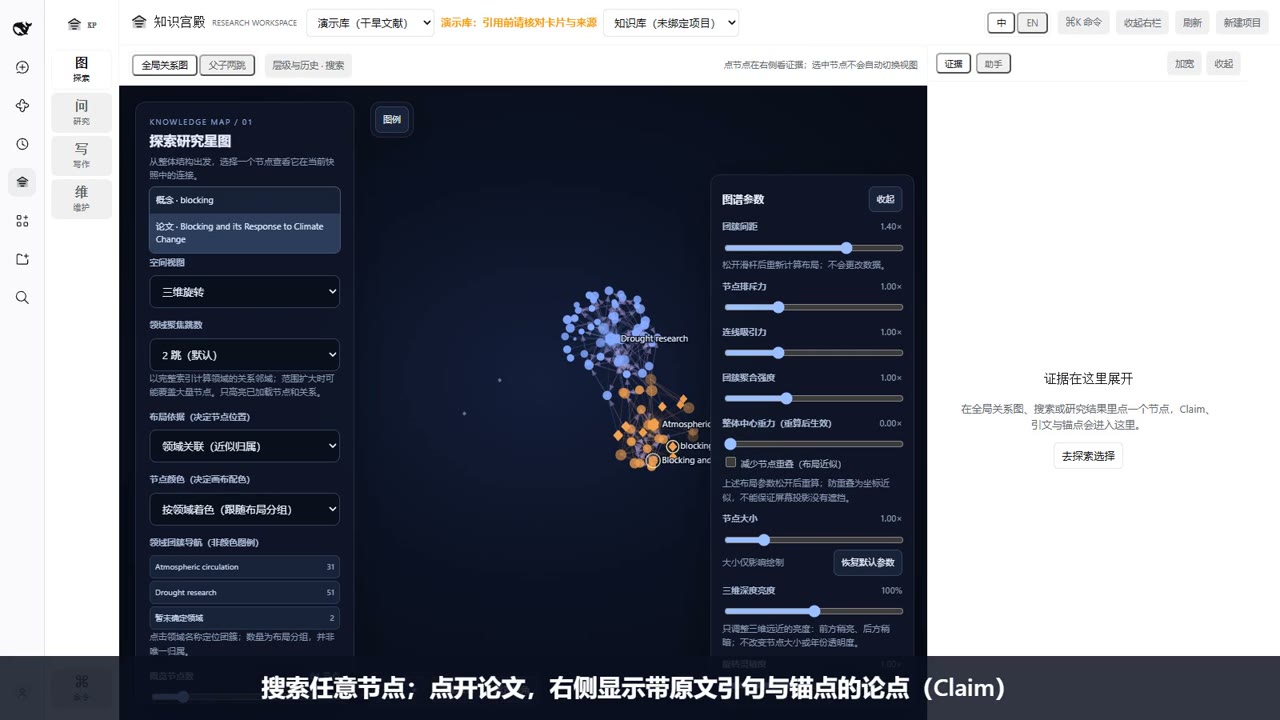 KP
知识宫殿
RESEARCH WORKSPACE
演示库（干旱文献）
演示库：引用前请核对卡片与来源
知识库（未绑定项目）
中
EN
⌘K 命令
收起右栏
刷新
新建项目
图
探索
问
研究
写
写作
维
维护
全局关系图
父子两跳
层级与历史 · 搜索
点节点在右侧看证据；选中节点不会自动切换视图
证据
助手
加宽
收起
KNOWLEDGE MAP / 01
探索研究星图
从整体结构出发，选择一个节点查看它在当前快
照中的连接。
概念 · blocking
论文 · Blocking and its Response to Climate
Change
空间视图
三维旋转
领域聚焦跳数
2 跳（默认）
以完整索引计算领域的关系邻域；范围扩大时可
能覆盖大量节点。只高亮已加载节点和关系。
布局依据（决定节点位置）
领域关联（近似归属）
节点颜色（决定画布配色）
按领域着色（跟随布局分组）
领域团簇导航（非颜色图例）
Atmospheric circulation 31
Drought research 51
暂未确定领域 2
点击领域名称定位团簇；数量为布局分组，并非
唯一归属。
图例
Drought research
Atmospheric
blocking
Blocking and
图谱参数
收起
团簇间距 1.40×
松开滑杆后重新计算布局；不会更改数据。
节点排斥力 1.00×
连线吸引力 1.00×
团簇聚合强度 1.00×
整体中心重力（重算后生效） 0.00×
减少节点重叠（布局近似）
上述布局参数松开后重算；防重叠为坐标近
似，不能保证屏幕投影没有遮挡。
节点大小 1.00×
大小仅影响绘制
恢复默认参数
三维深度亮度 100%
只调整三维远近的亮度：前方稍亮、后方稍
暗；不改变节点大小或年份透明度。
证据在这里展开
在全局关系图、搜索或研究结果里点一个节点，Claim、
引文与锚点会进入这里。
去探索选择
搜索任意节点；点开论文，右侧显示带原文引句与锚点的论点（Claim）